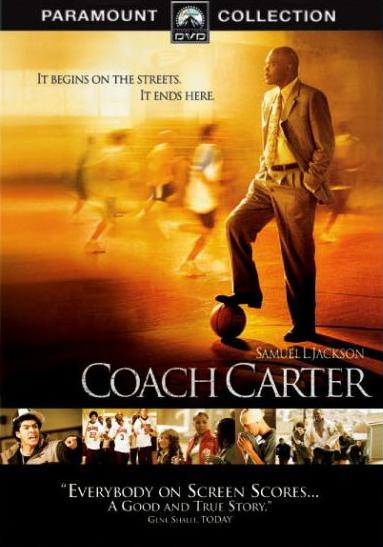 PARAMOUNT COLLECTION
Paramount
DVD
IT BEGINS ON THE STREETS.
IT ENDS HERE.
SAMUEL L. JACKSON
COACH CARTER
"EVERYBODY ON SCREEN SCORES...
A GOOD AND TRUE STORY."
GENE SHALIT, TODAY